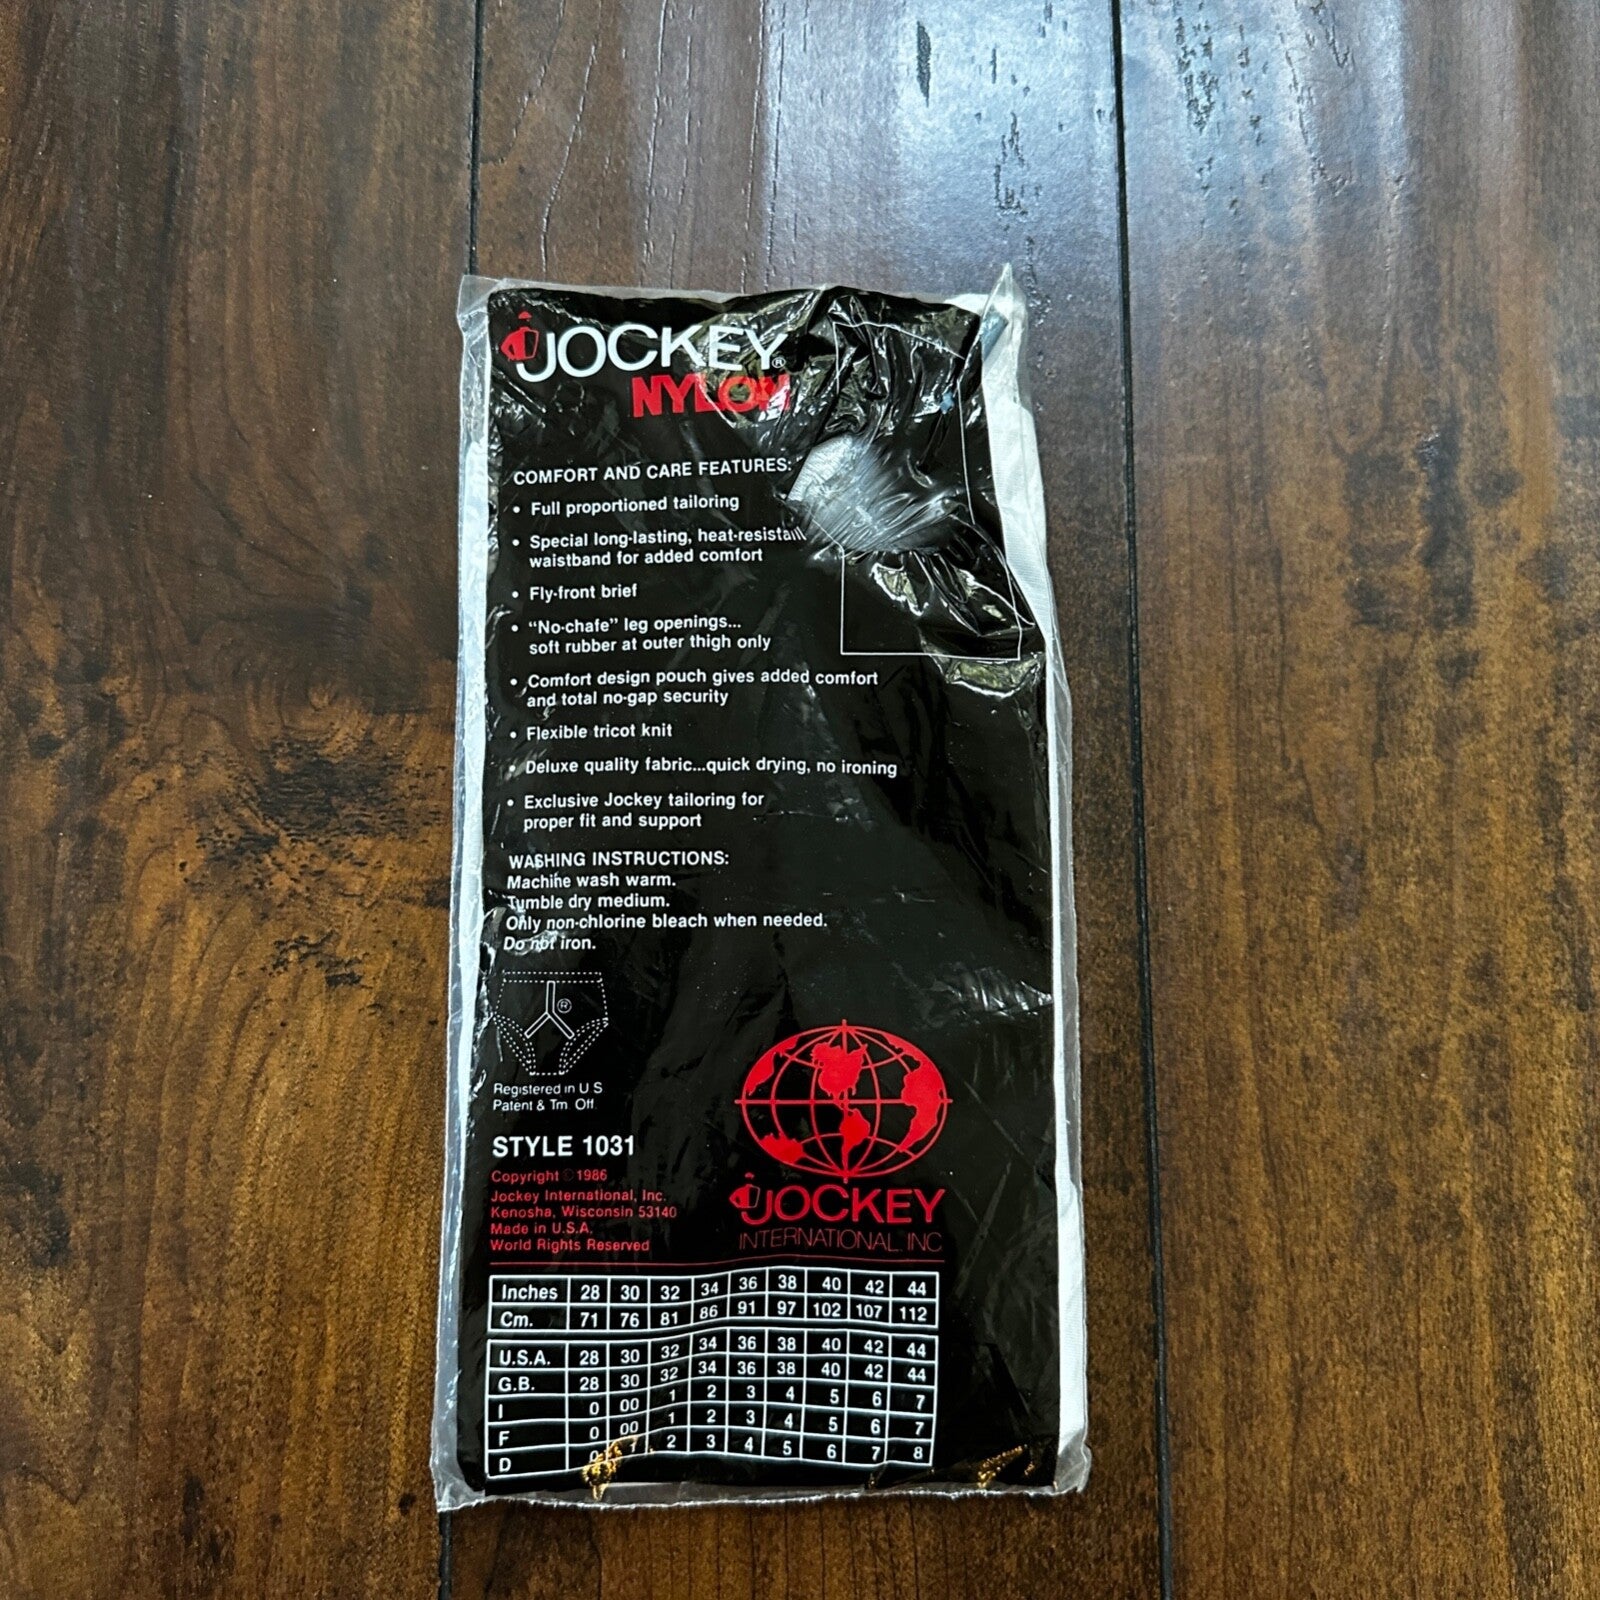 JOCKEY®
NYLON
COMFORT AND CARE FEATURES:
• Full proportioned tailoring
• Special long-lasting, heat-resistant
waistband for added comfort
• Fly-front brief
• “No-chafe” leg openings...
soft rubber at outer thigh only
• Comfort design pouch gives added comfort
and total no-gap security
• Flexible tricot knit
• Deluxe quality fabric...quick drying, no ironing
• Exclusive Jockey tailoring for
proper fit and support
WASHING INSTRUCTIONS:
Machine wash warm.
Tumble dry medium.
Only non-chlorine bleach when needed.
Do not iron.
®
Registered in U S
Patent & Tm. Off.
STYLE 1031
Copyright © 1986
Jockey International, Inc.
Kenosha, Wisconsin 53140
Made in U.S.A.
World Rights Reserved
JOCKEY
INTERNATIONAL, INC
Inches 28 30 32 34 36 38 40 42 44
Cm. 71 76 81 86 91 97 102 107 112
U.S.A. 28 30 32 34 36 38 40 42 44
G.B. 28 30 32 34 36 38 40 42 44
I 0 00 1 2 3 4 5 6 7
F 0 00 1 2 3 4 5 6 7
D 0 1 2 3 4 5 6 7 8